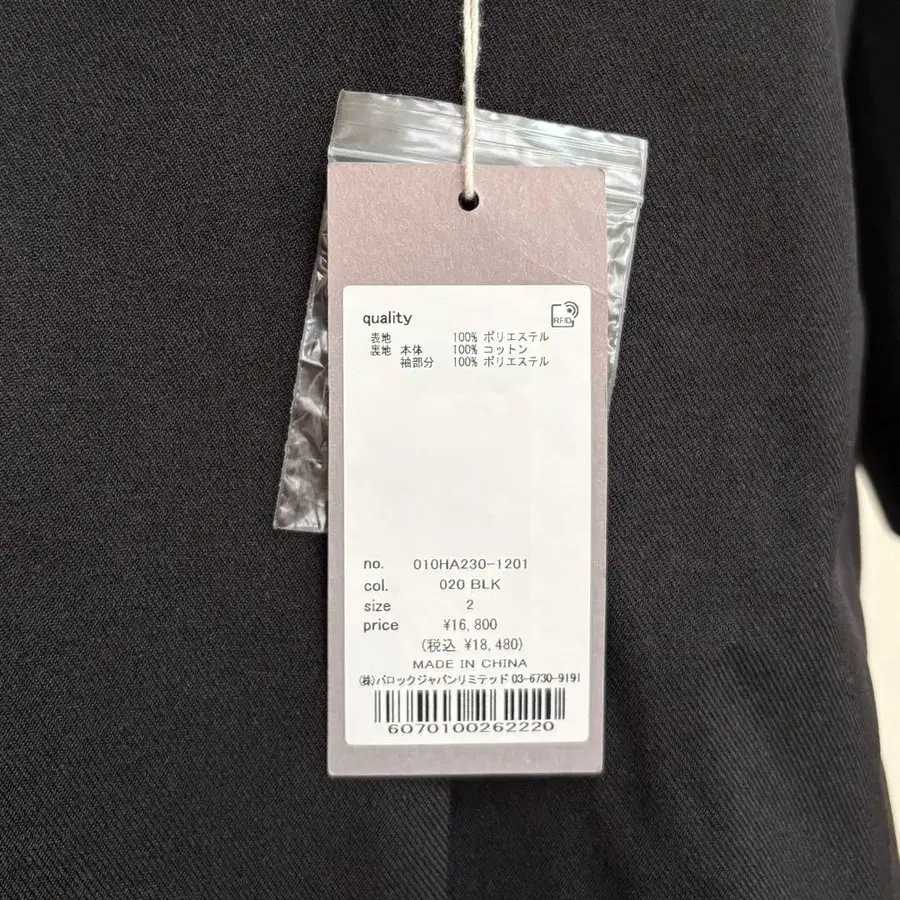 quality
RFID
表地 100% ポリエステル
裏地 本体 100% コットン
袖部分 100% ポリエステル
no. 010HA230-1201
col. 020 BLK
size 2
price ¥16,800
(税込 ¥18,480)
MADE IN CHINA
(株)バロックジャパンリミテッド 03-6730-9191
6070100262220